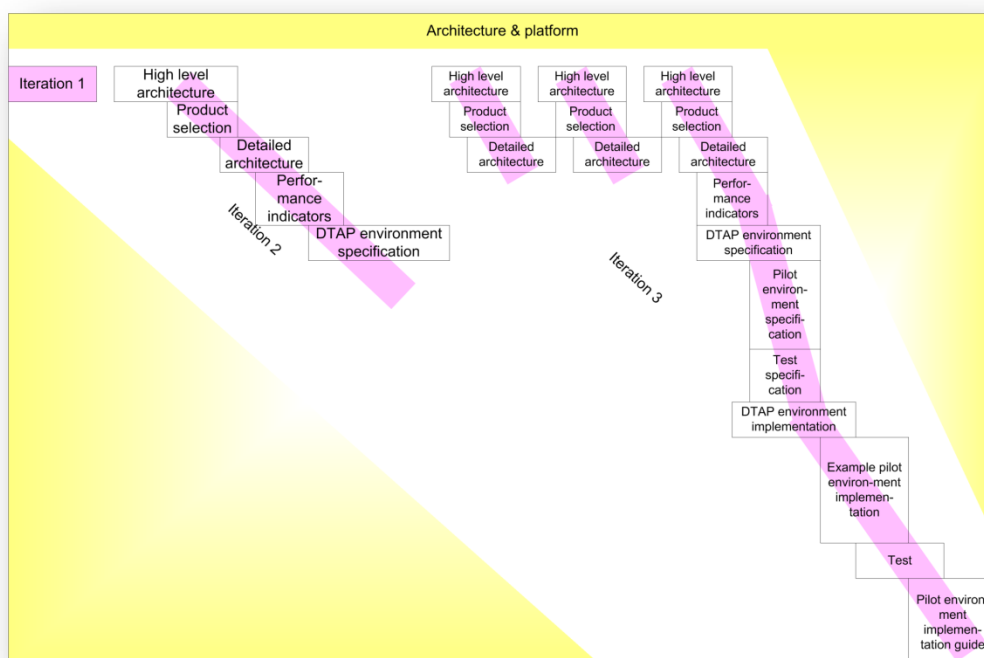 Architecture & platform
Iteration 1
High level
architecture
Product
selection
Detailed
architecture
Perfor-
mance
indicators
DTAP environment
specification
Iteration 2
High level
architecture
Product
selection
Detailed
architecture
High level
architecture
Product
selection
Detailed
architecture
High level
architecture
Product
selection
Detailed
architecture
Perfor-
mance
indicators
DTAP environment
specification
Iteration 3
Pilot
environ-
ment
specifi-
cation
Test
specifi-
cation
DTAP environment
implementation
Example pilot
environ-ment
implemen-
tation
Test
Pilot environ-
ment
implemen-
tation guide